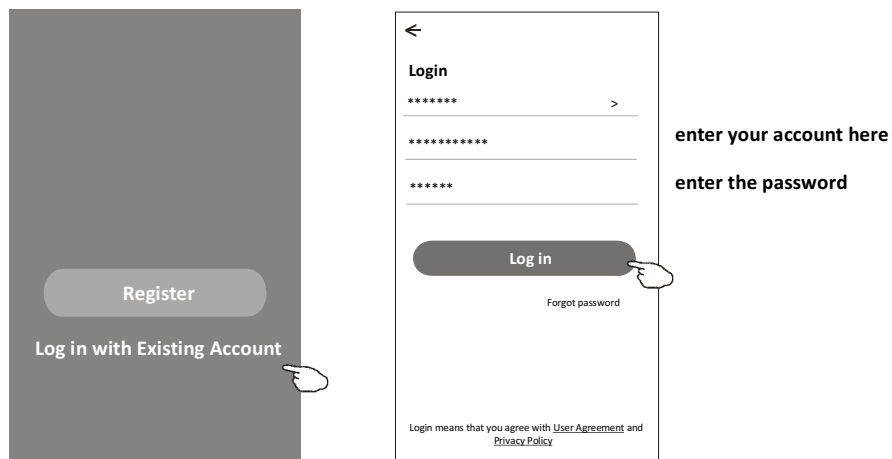 Register
Log in with Existing Account
←
Login
******* >
***********
******
Log in
Forgot password
Login means that you agree with User Agreement and
Privacy Policy
enter your account here
enter the password